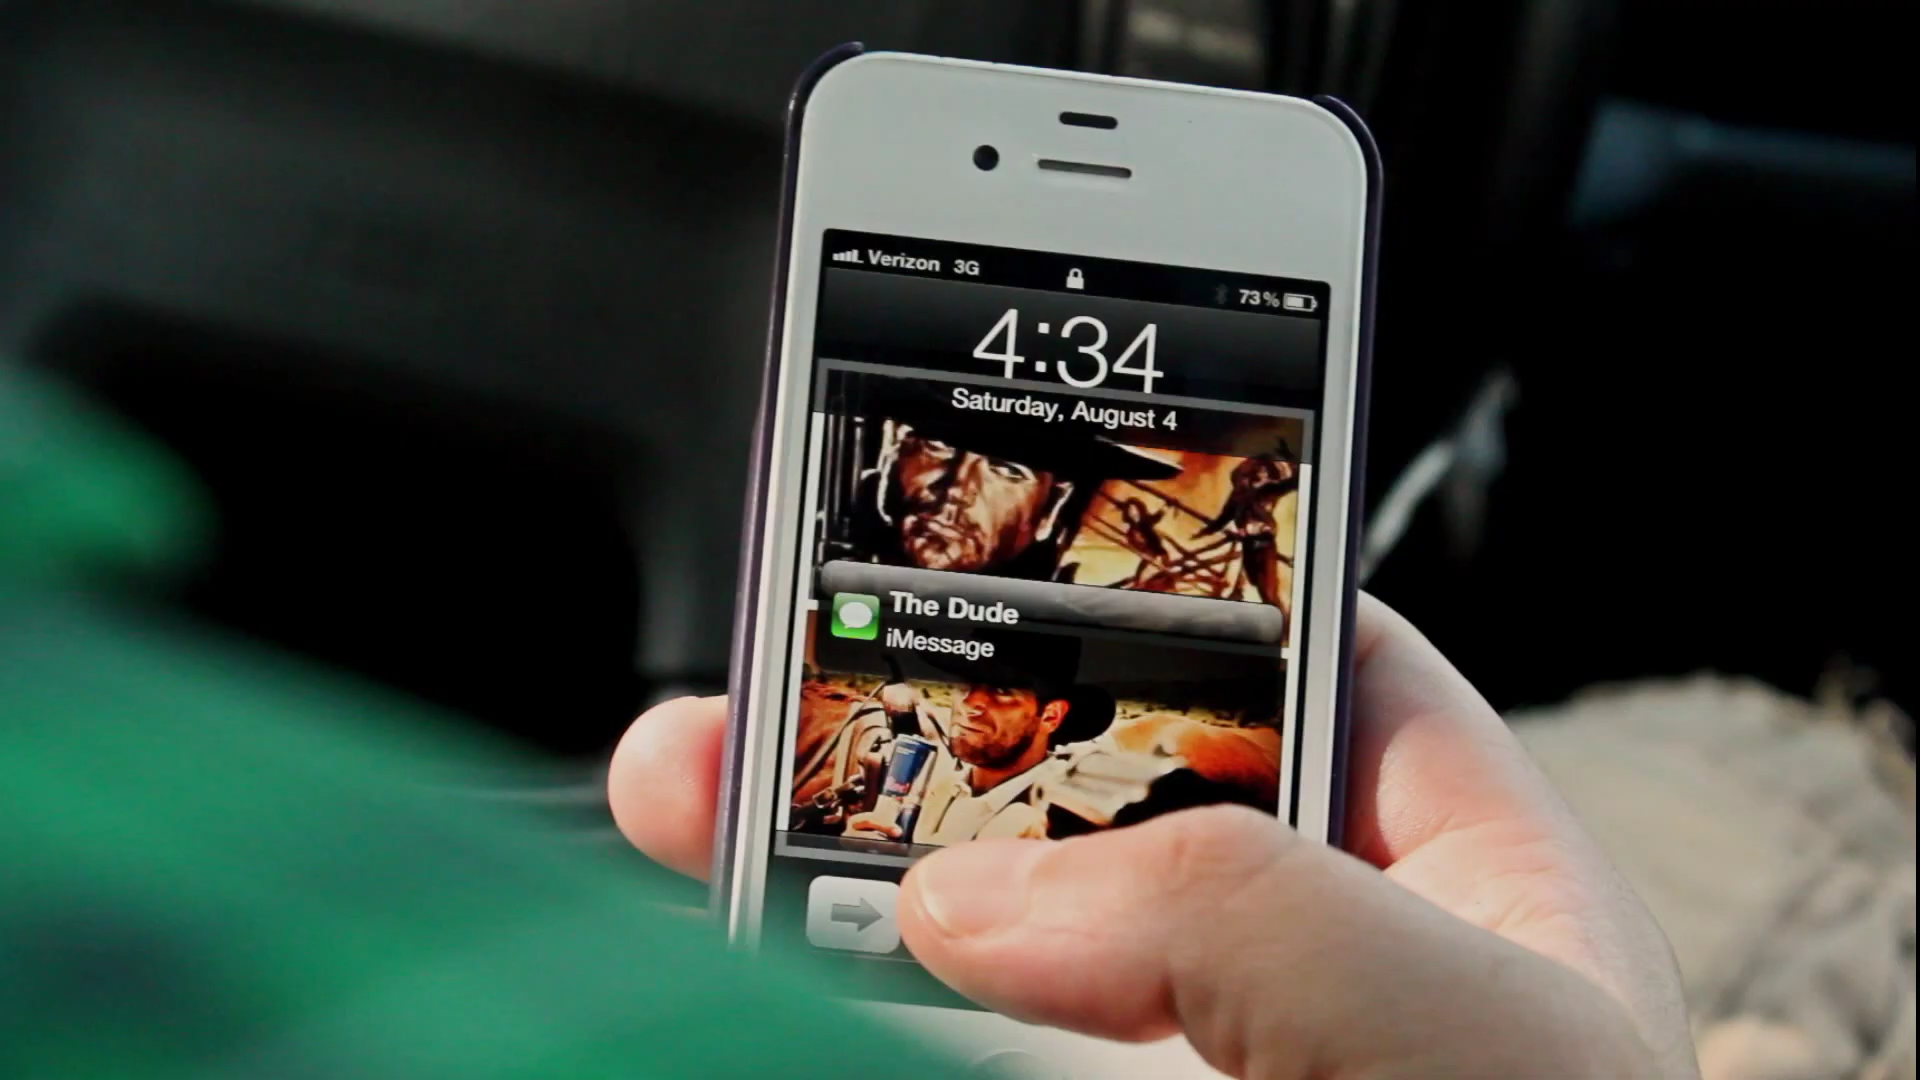 Verizon 3G 73%
4:34
Saturday, August 4
The Dude
iMessage